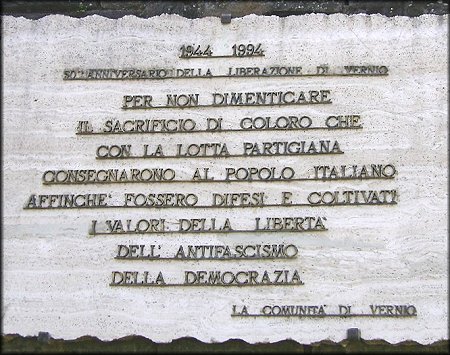 1944 1994
50° ANNIVERSARIO DELLA LIBERAZIONE DI VERNIO
PER NON DIMENTICARE
IL SACRIFICIO DI COLORO CHE
CON LA LOTTA PARTIGIANA
CONSEGNARONO AL POPOLO ITALIANO
AFFINCHE' FOSSERO DIFESI E COLTIVATI
I VALORI DELLA LIBERTA'
DELL' ANTIFASCISMO
DELLA DEMOCRAZIA
LA COMUNITA' DI VERNIO